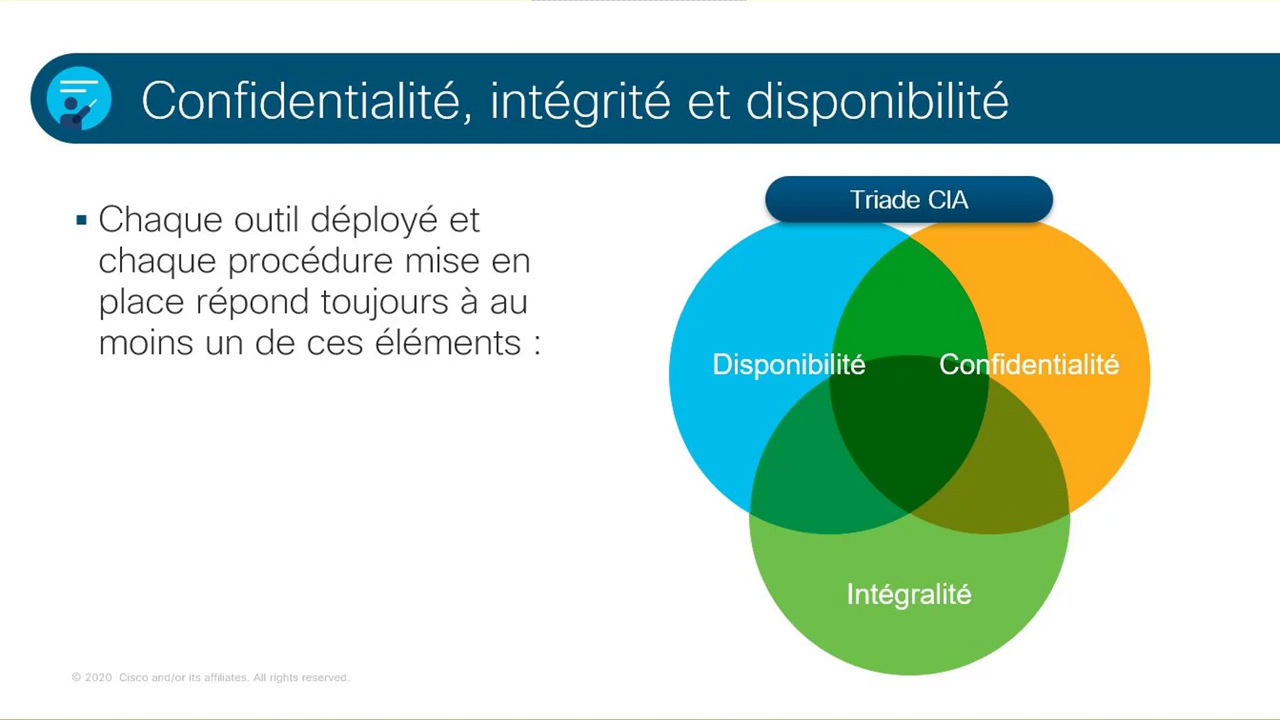 Confidentialité, intégrité et disponibilité
▪ Chaque outil déployé et
chaque procédure mise en
place répond toujours à au
moins un de ces éléments :
Triade CIA
Disponibilité
Confidentialité
Intégralité
© 2020 Cisco and/or its affiliates. All rights reserved.